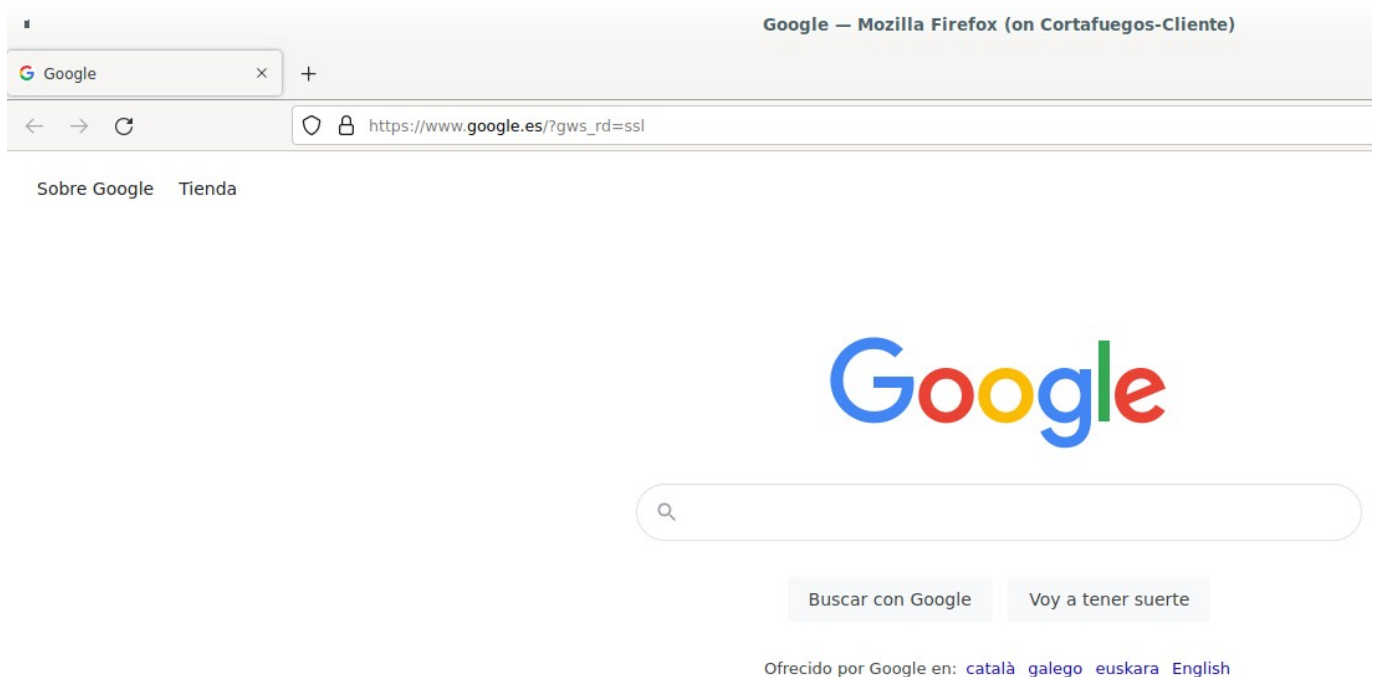 Google — Mozilla Firefox (on Cortafuegos-Cliente)
Google
https://www.google.es/?gws_rd=ssl
Sobre Google Tienda
Google
Buscar con Google Voy a tener suerte
Ofrecido por Google en: català galego euskara English